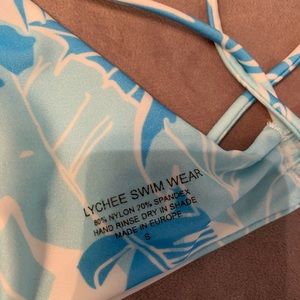 LYCHEE SWIM WEAR
80% NYLON 20% SPANDEX
HAND RINSE DRY IN SHADE
MADE IN EUROPE
S